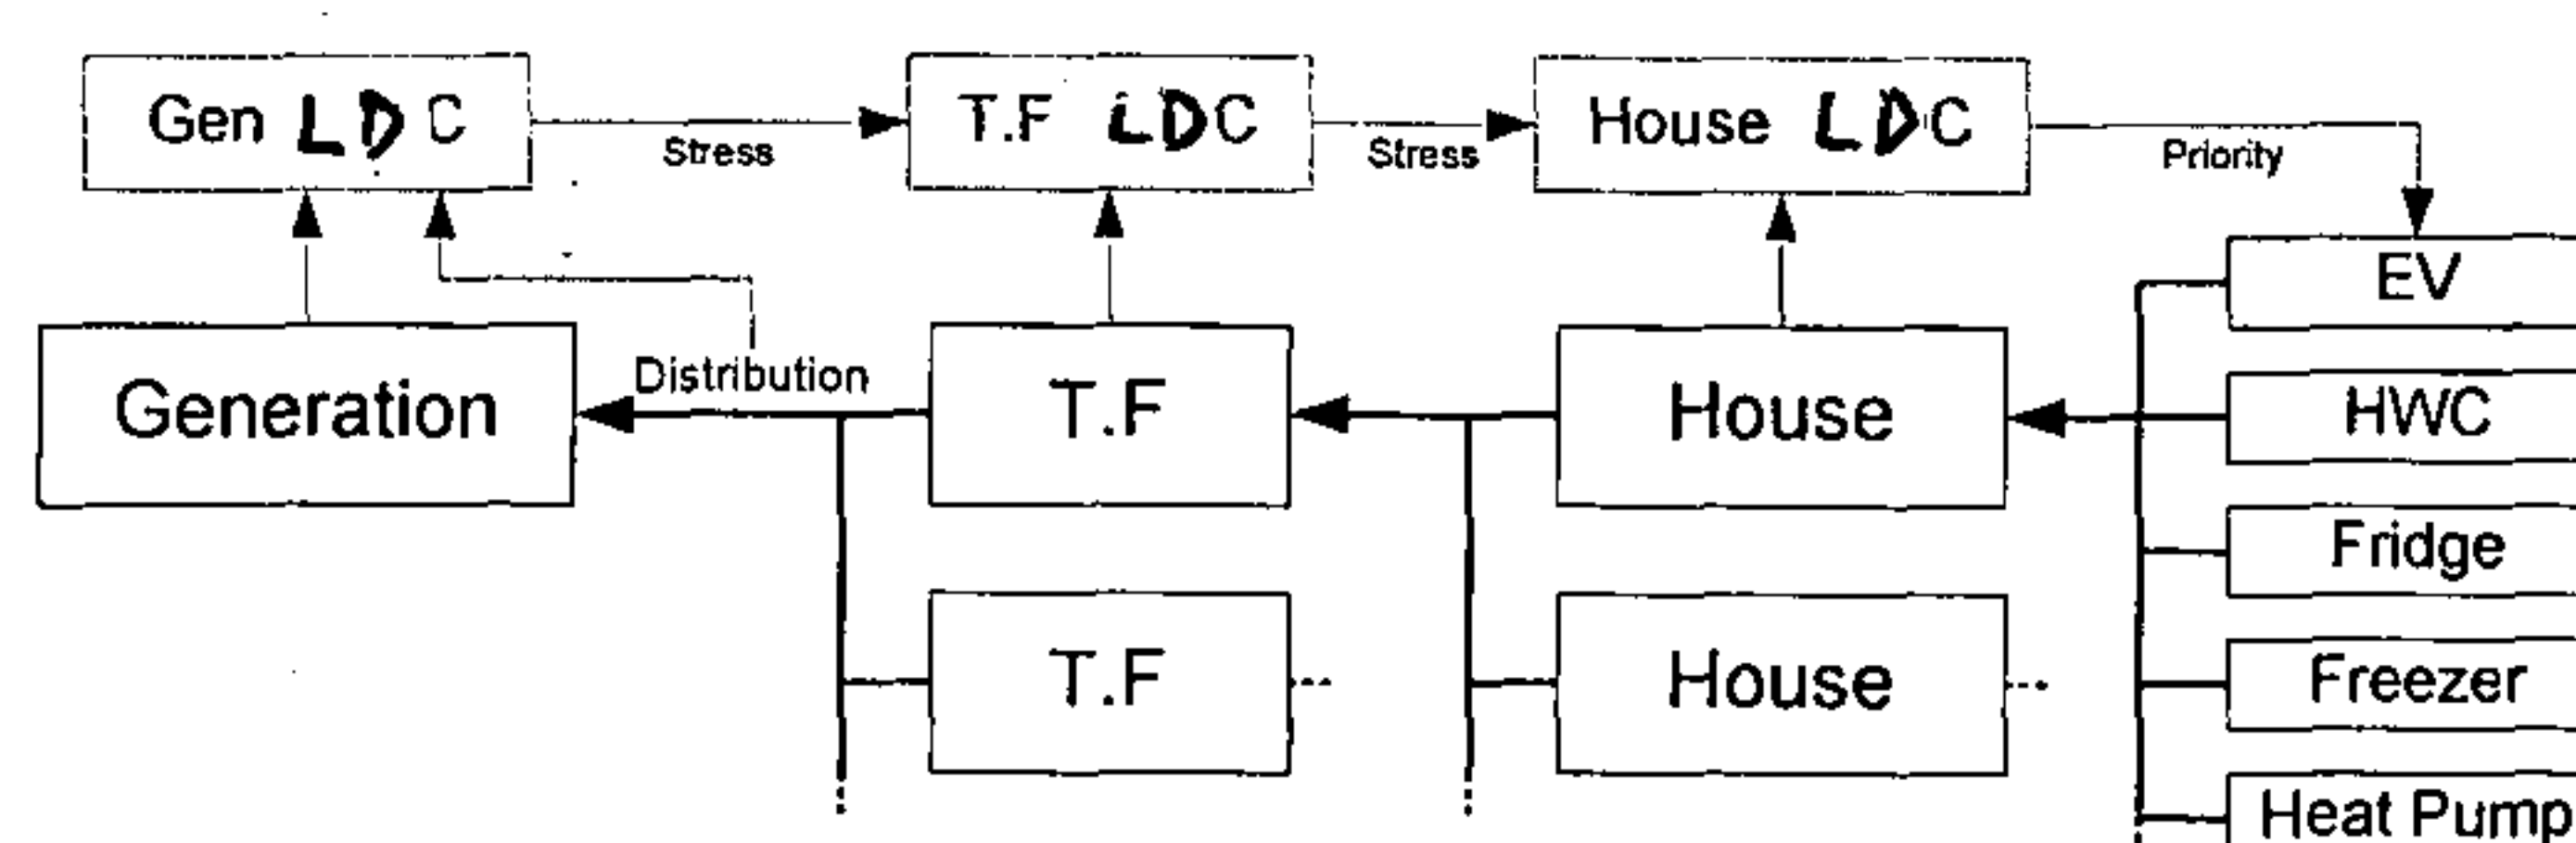 Gen LDC
Stress
T.F LDC
Stress
House LDC
Priority
EV
Distribution
Generation
T.F
House
HWC
Fridge
T.F
House
Freezer
Heat Pump